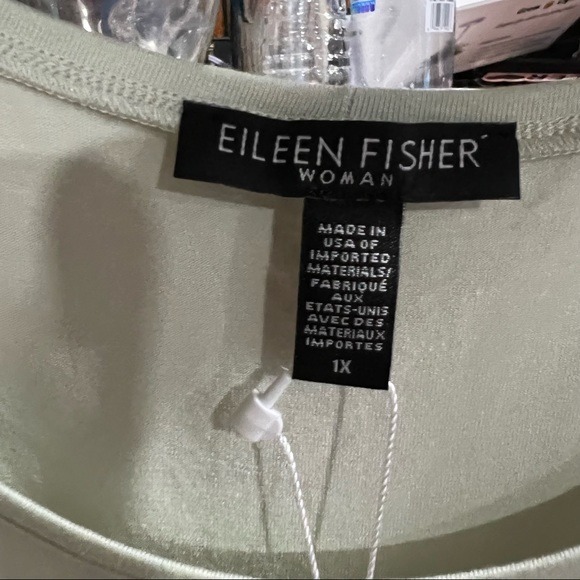 EILEEN FISHER
WOMAN
MADE IN
USA OF
IMPORTED
MATERIALS/
FABRIQUÉ
AUX
ETATS-UNIS
AVEC DES
MATERIAUX
IMPORTES
1X